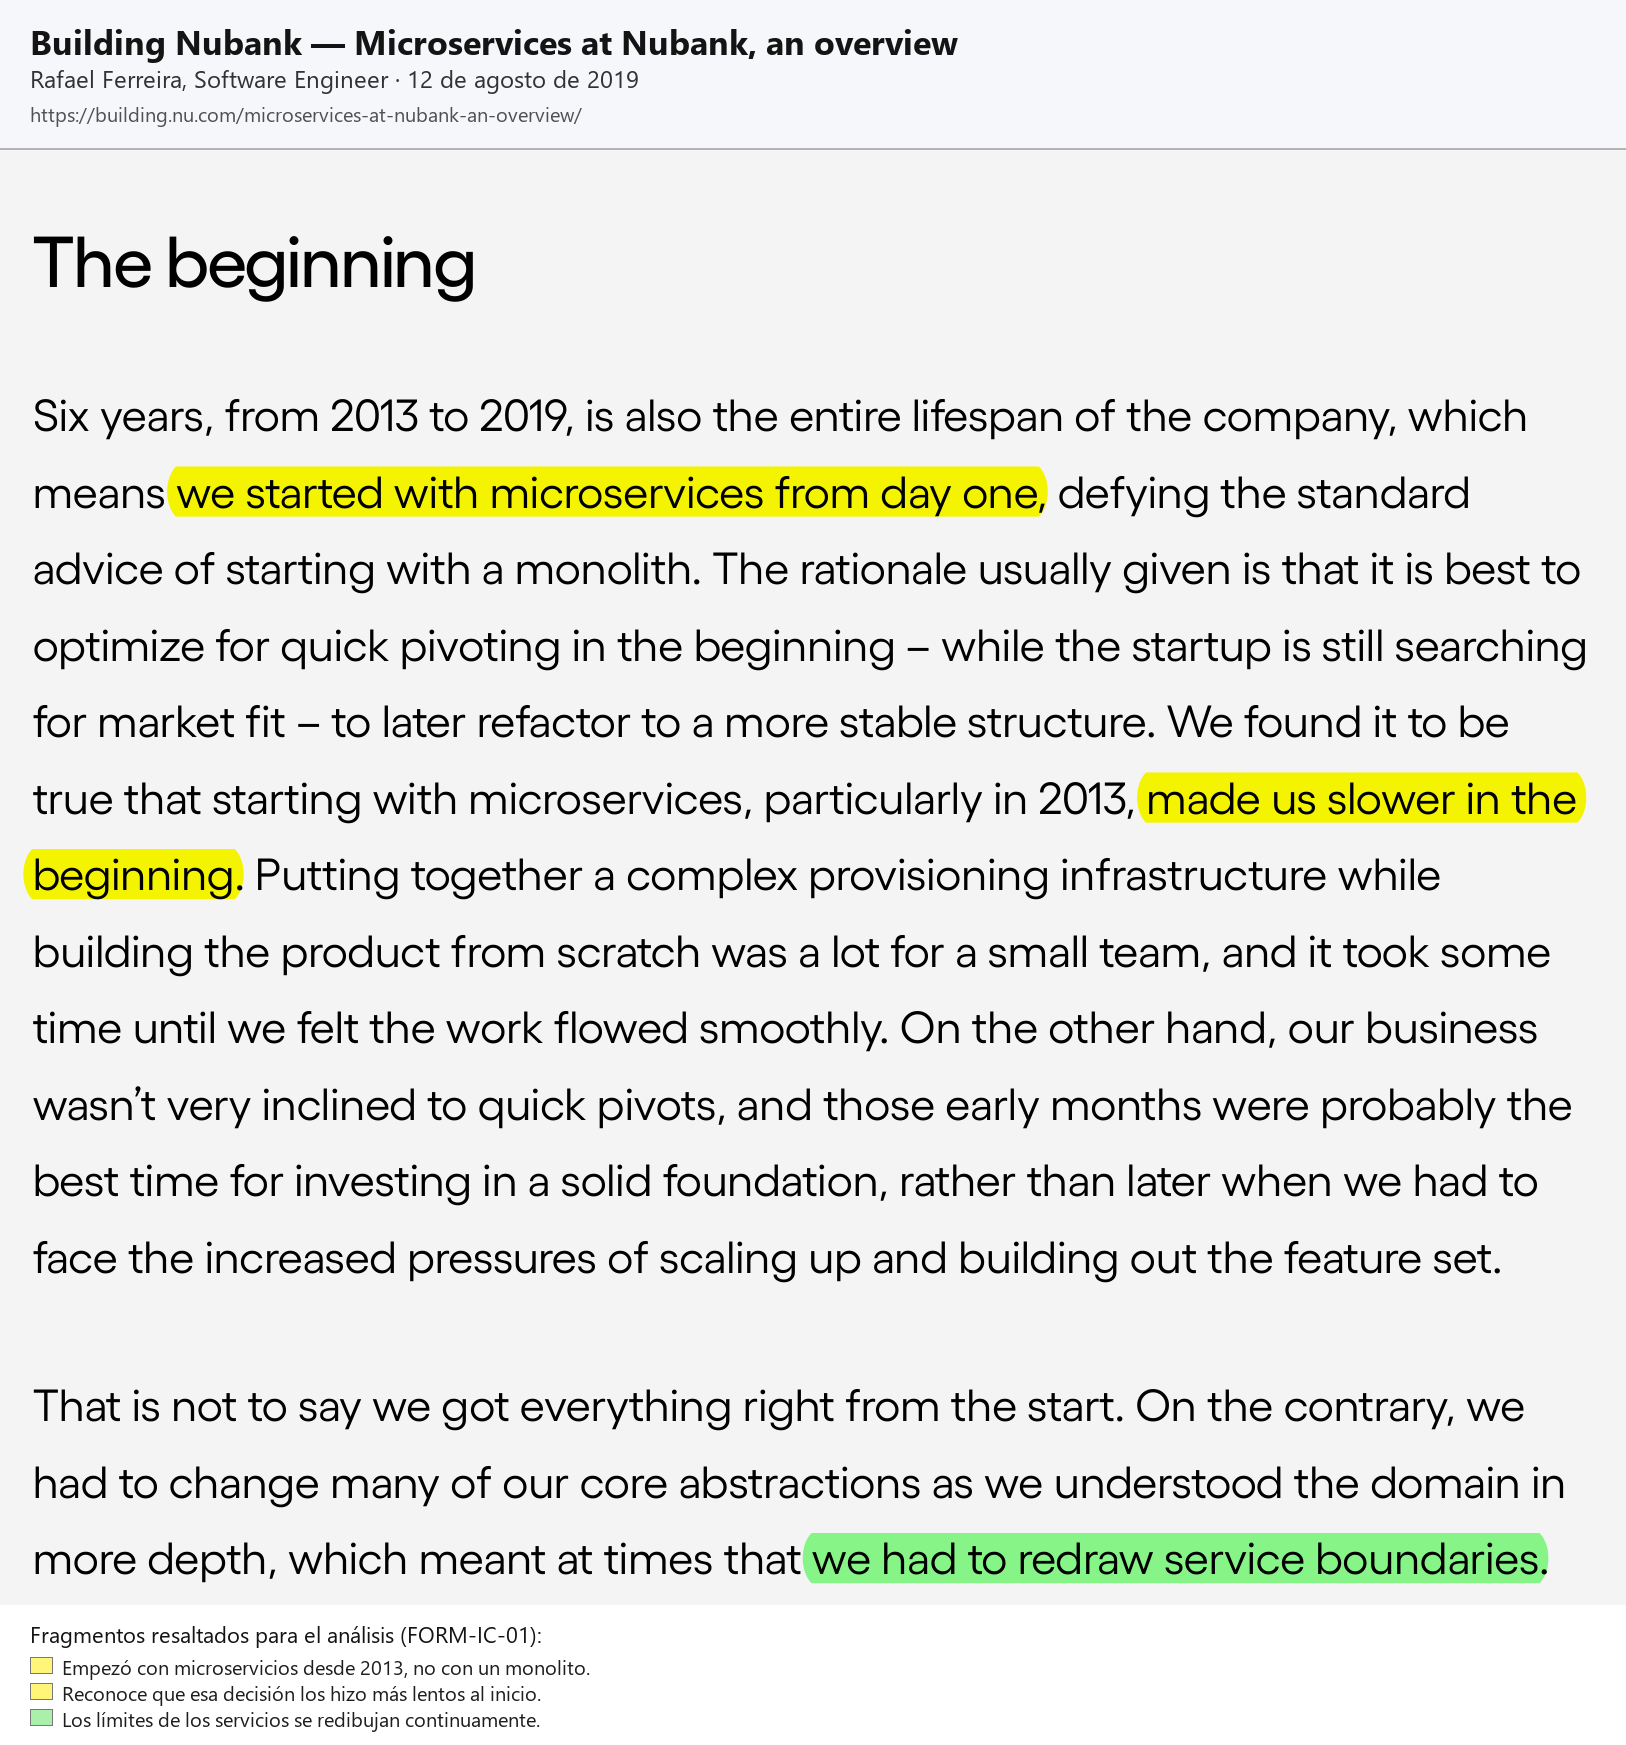 Building Nubank — Microservices at Nubank, an overview
Rafael Ferreira, Software Engineer · 12 de agosto de 2019
https://building.nu.com/microservices-at-nubank-an-overview/
The beginning
Six years, from 2013 to 2019, is also the entire lifespan of the company, which
means we started with microservices from day one, defying the standard
advice of starting with a monolith. The rationale usually given is that it is best to
optimize for quick pivoting in the beginning – while the startup is still searching
for market fit – to later refactor to a more stable structure. We found it to be
true that starting with microservices, particularly in 2013, made us slower in the
beginning. Putting together a complex provisioning infrastructure while
building the product from scratch was a lot for a small team, and it took some
time until we felt the work flowed smoothly. On the other hand, our business
wasn’t very inclined to quick pivots, and those early months were probably the
best time for investing in a solid foundation, rather than later when we had to
face the increased pressures of scaling up and building out the feature set.
That is not to say we got everything right from the start. On the contrary, we
had to change many of our core abstractions as we understood the domain in
more depth, which meant at times that we had to redraw service boundaries.
Fragmentos resaltados para el análisis (FORM-IC-01):
Empezó con microservicios desde 2013, no con un monolito.
Reconoce que esa decisión los hizo más lentos al inicio.
Los límites de los servicios se redibujan continuamente.